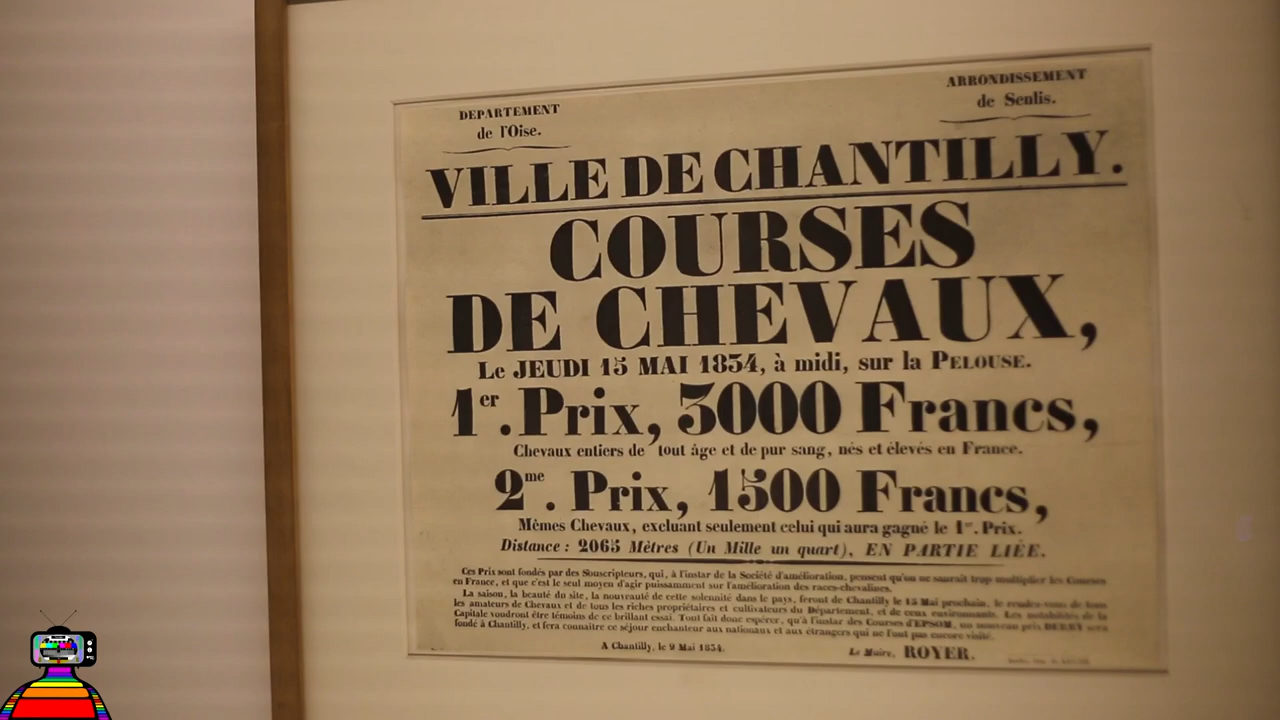 DEPARTEMENT
de l'Oise.
ARRONDISSEMENT
de Senlis.
VILLE DE CHANTILLY.
COURSES
DE CHEVAUX,
Le JEUDI 15 MAI 1834, à midi, sur la PELOUSE.
1er. Prix, 3000 Francs,
Chevaux entiers de tout âge et de pur sang, nés et élevés en France.
2me. Prix, 1500 Francs,
Mêmes Chevaux, excluant seulement celui qui aura gagné le 1er. Prix.
Distance : 2065 Mètres (Un Mille un quart), EN PARTIE LIÉE.
Ces Prix sont fondés par des Souscripteurs, qui, à l'instar de la Société d'amélioration, pensent qu'on ne saurait trop multiplier les Courses
en France, et que c'est le seul moyen d'agir puissamment sur l'amélioration des races-chevalines.
La saison, la beauté du site, la nouveauté de cette solennité dans le pays, feront de Chantilly le 15 Mai prochain, le rendez-vous de tous
les amateurs de Chevaux et de tous les riches propriétaires et cultivateurs du Département, et de ceux environnants. Les notabilités de la
Capitale voudront être témoins de ce brillant essai. Tout fait donc espérer, qu'à l'instar des Courses d'EPSOM, un nouveau prix DERBY sera
fondé à Chantilly, et fera connaître ce séjour enchanteur aux nationaux et aux étrangers qui ne l'ont pas encore visité.
A Chantilly, le 9 Mai 1834.
Le Maire, ROYER.